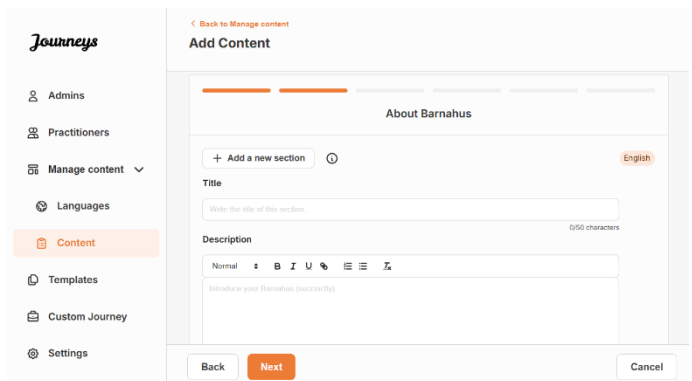 Journeys
Admins
Practitioners
Manage content
Languages
Content
Templates
Custom Journey
Settings
Back to Manage content
Add Content
About Barnahus
+ Add a new section
English
Title
Write the title of this section...
0/50 characters
Description
Normal B I U
Introduce your Barnahus (succinctly)...
Back Next Cancel